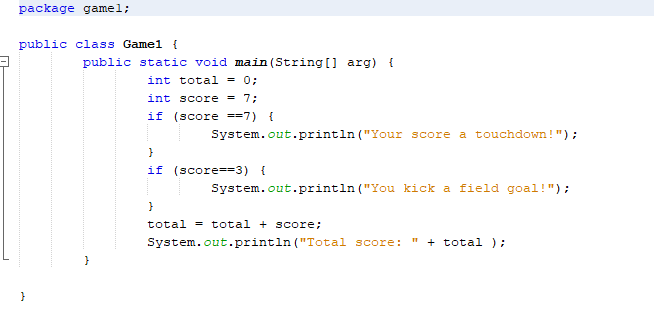 package game1;
public class Game1 {
public static void main(String[] arg) {
int total = 0;
int score = 7;
if (score ==7) {
System.out.println("Your score a touchdown!");
}
if (score==3) {
System.out.println("You kick a field goal!");
}
total = total + score;
System.out.println("Total score: " + total );
}
}